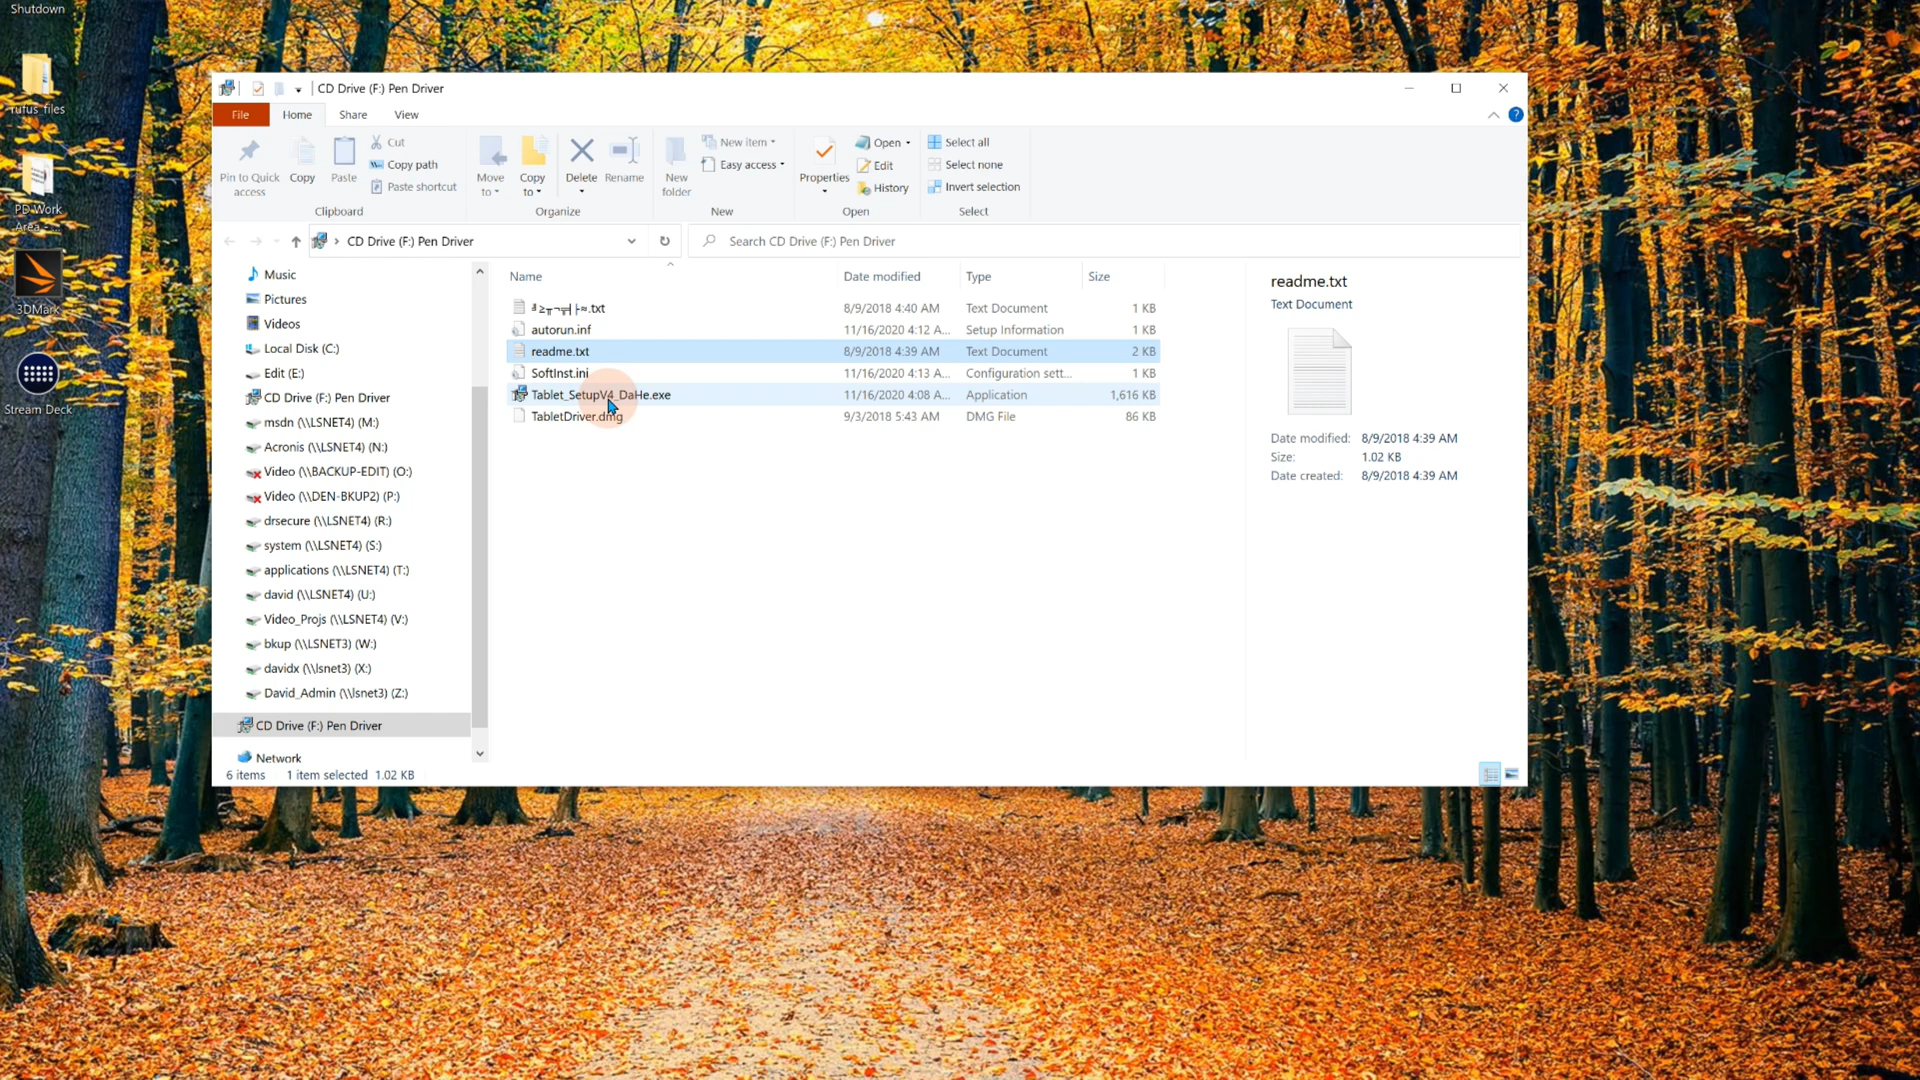 Shutdown
rufus_files
PD Work
Area - ...
3DMark
Stream Deck
CD Drive (F:) Pen Driver
File Home Share View
Pin to Quick
access
Copy
Paste
Cut
Copy path
Paste shortcut
Clipboard
Move
to
Copy
to
Delete
Rename
Organize
New
folder
New item
Easy access
New
Properties
Open
Edit
History
Open
Select all
Select none
Invert selection
Select
CD Drive (F:) Pen Driver
Search CD Drive (F:) Pen Driver
Music
Pictures
Videos
Local Disk (C:)
Edit (E:)
CD Drive (F:) Pen Driver
msdn (\\LSNET4) (M:)
Acronis (\\LSNET4) (N:)
Video (\\BACKUP-EDIT) (O:)
Video (\\DEN-BKUP2) (P:)
drsecure (\\LSNET4) (R:)
system (\\LSNET4) (S:)
applications (\\LSNET4) (T:)
david (\\LSNET4) (U:)
Video_Projs (\\LSNET4) (V:)
bkup (\\LSNET3) (W:)
davidx (\\lsnet3) (X:)
David_Admin (\\lsnet3) (Z:)
CD Drive (F:) Pen Driver
Network
Name Date modified Type Size
.txt 8/9/2018 4:40 AM Text Document 1 KB
autorun.inf 11/16/2020 4:12 A... Setup Information 1 KB
readme.txt 8/9/2018 4:39 AM Text Document 2 KB
SoftInst.ini 11/16/2020 4:13 A... Configuration sett... 1 KB
Tablet_SetupV4_DaHe.exe 11/16/2020 4:08 A... Application 1,616 KB
TabletDriver.dmg 9/3/2018 5:43 AM DMG File 86 KB
readme.txt
Text Document
Date modified: 8/9/2018 4:39 AM
Size: 1.02 KB
Date created: 8/9/2018 4:39 AM
6 items 1 item selected 1.02 KB